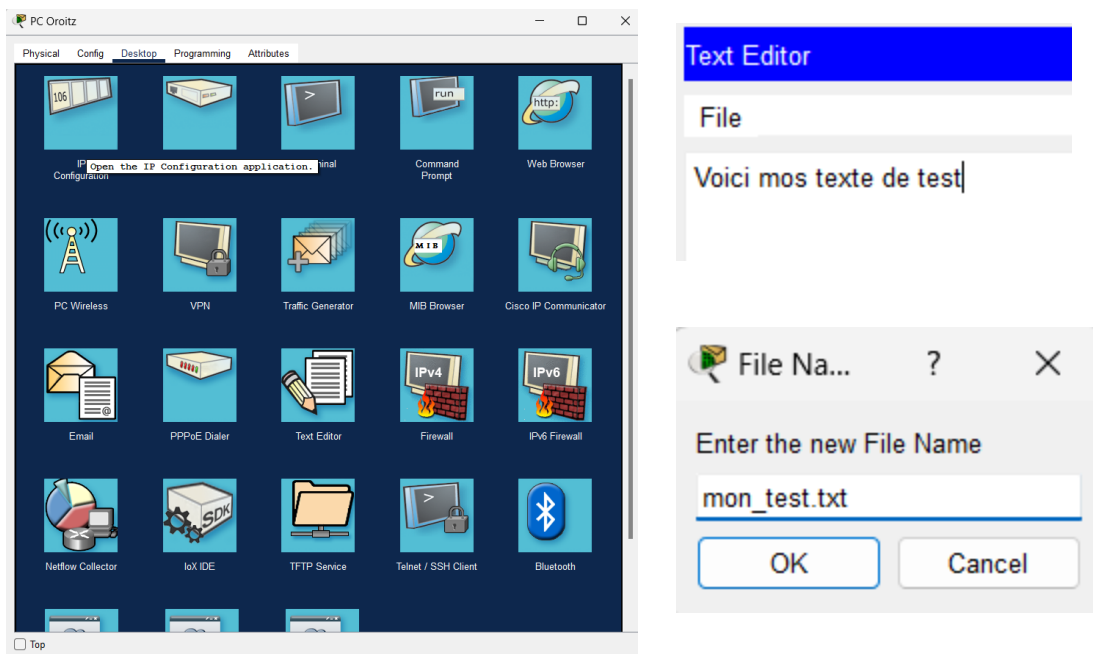 PC Oroitz
Physical Config Desktop Programming Attributes
106
>
run
http:
IP
Configuration
Open the IP Configuration application.
minal
Command
Prompt
Web Browser
MIB
PC Wireless
VPN
Traffic Generator
MIB Browser
Cisco IP Communicator
IPv4
IPv6
@
Email
PPPoE Dialer
Text Editor
Firewall
IPv6 Firewall
SDK
>
Netflow Collector
IoX IDE
TFTP Service
Telnet / SSH Client
Bluetooth
Top
Text Editor
File
Voici mos texte de test
File Na... ?
Enter the new File Name
mon_test.txt
OK Cancel